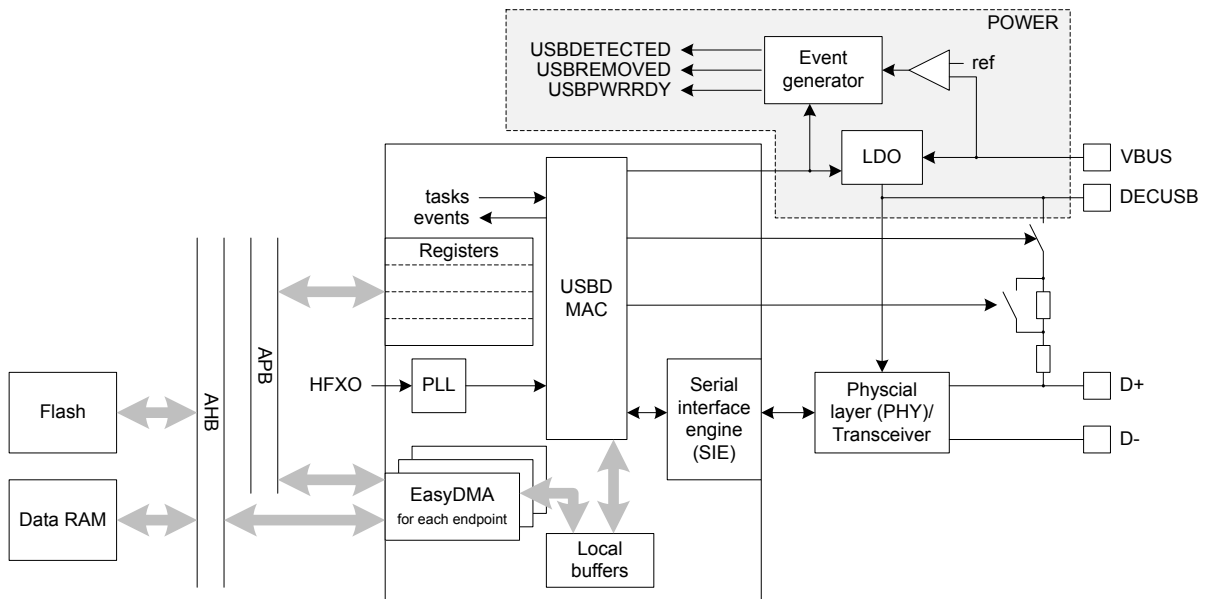 POWER
USBDETECTED
USBREMOVED
USBPWRRDY
Event
generator
ref
LDO
VBUS
DECUSB
tasks
events
Registers
USBD
MAC
APB
AHB
HFXO
PLL
Flash
Data RAM
Serial
interface
engine
(SIE)
Physcial
layer (PHY)/
Transceiver
D+
D-
EasyDMA
for each endpoint
Local
buffers